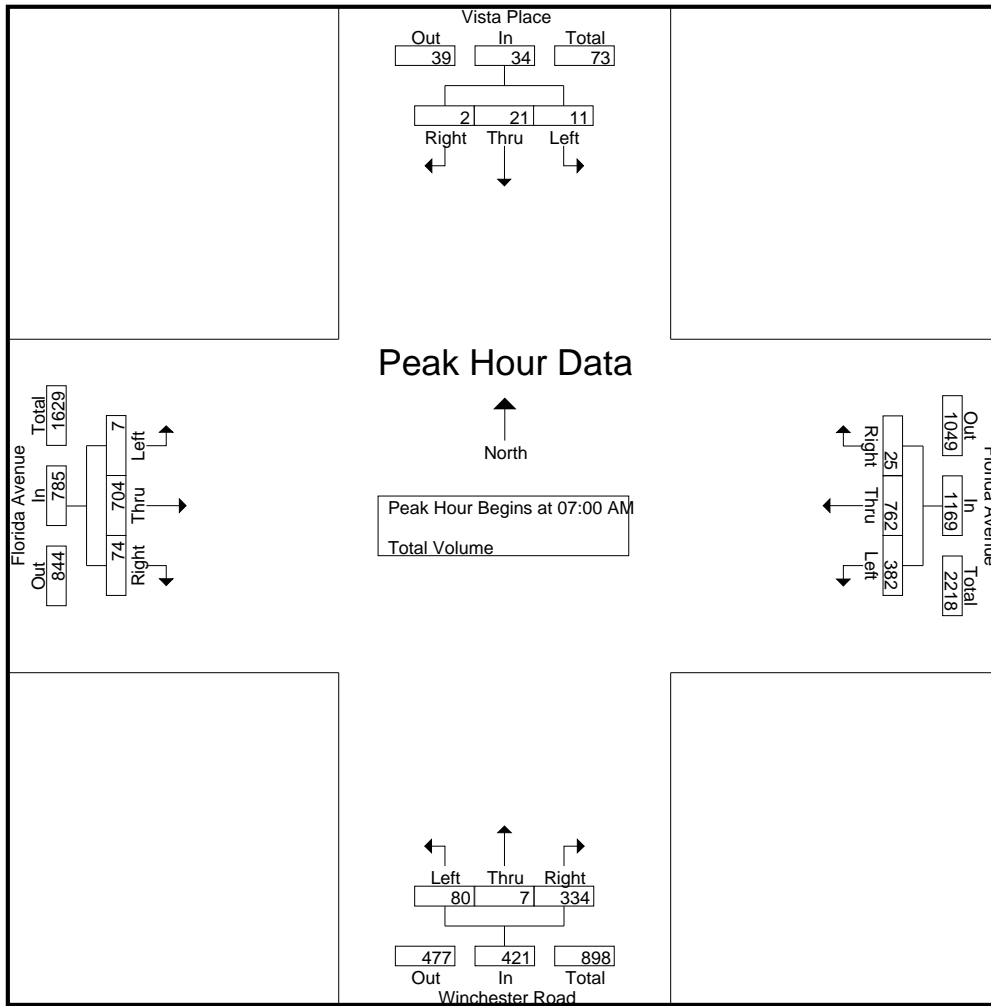 Vista Place
Out In Total
39 34 73
2 21 11
Right Thru Left
Peak Hour Data
North
Peak Hour Begins at 07:00 AM
Total Volume
Florida Avenue
Total In Out
1629 785 844
7 704 74
Left Thru Right
Right Thru Left
25 762 382
Out In Total
1049 1169 2218
Florida Avenue
Left Thru Right
80 7 334
477 421 898
Out In Total
Winchester Road